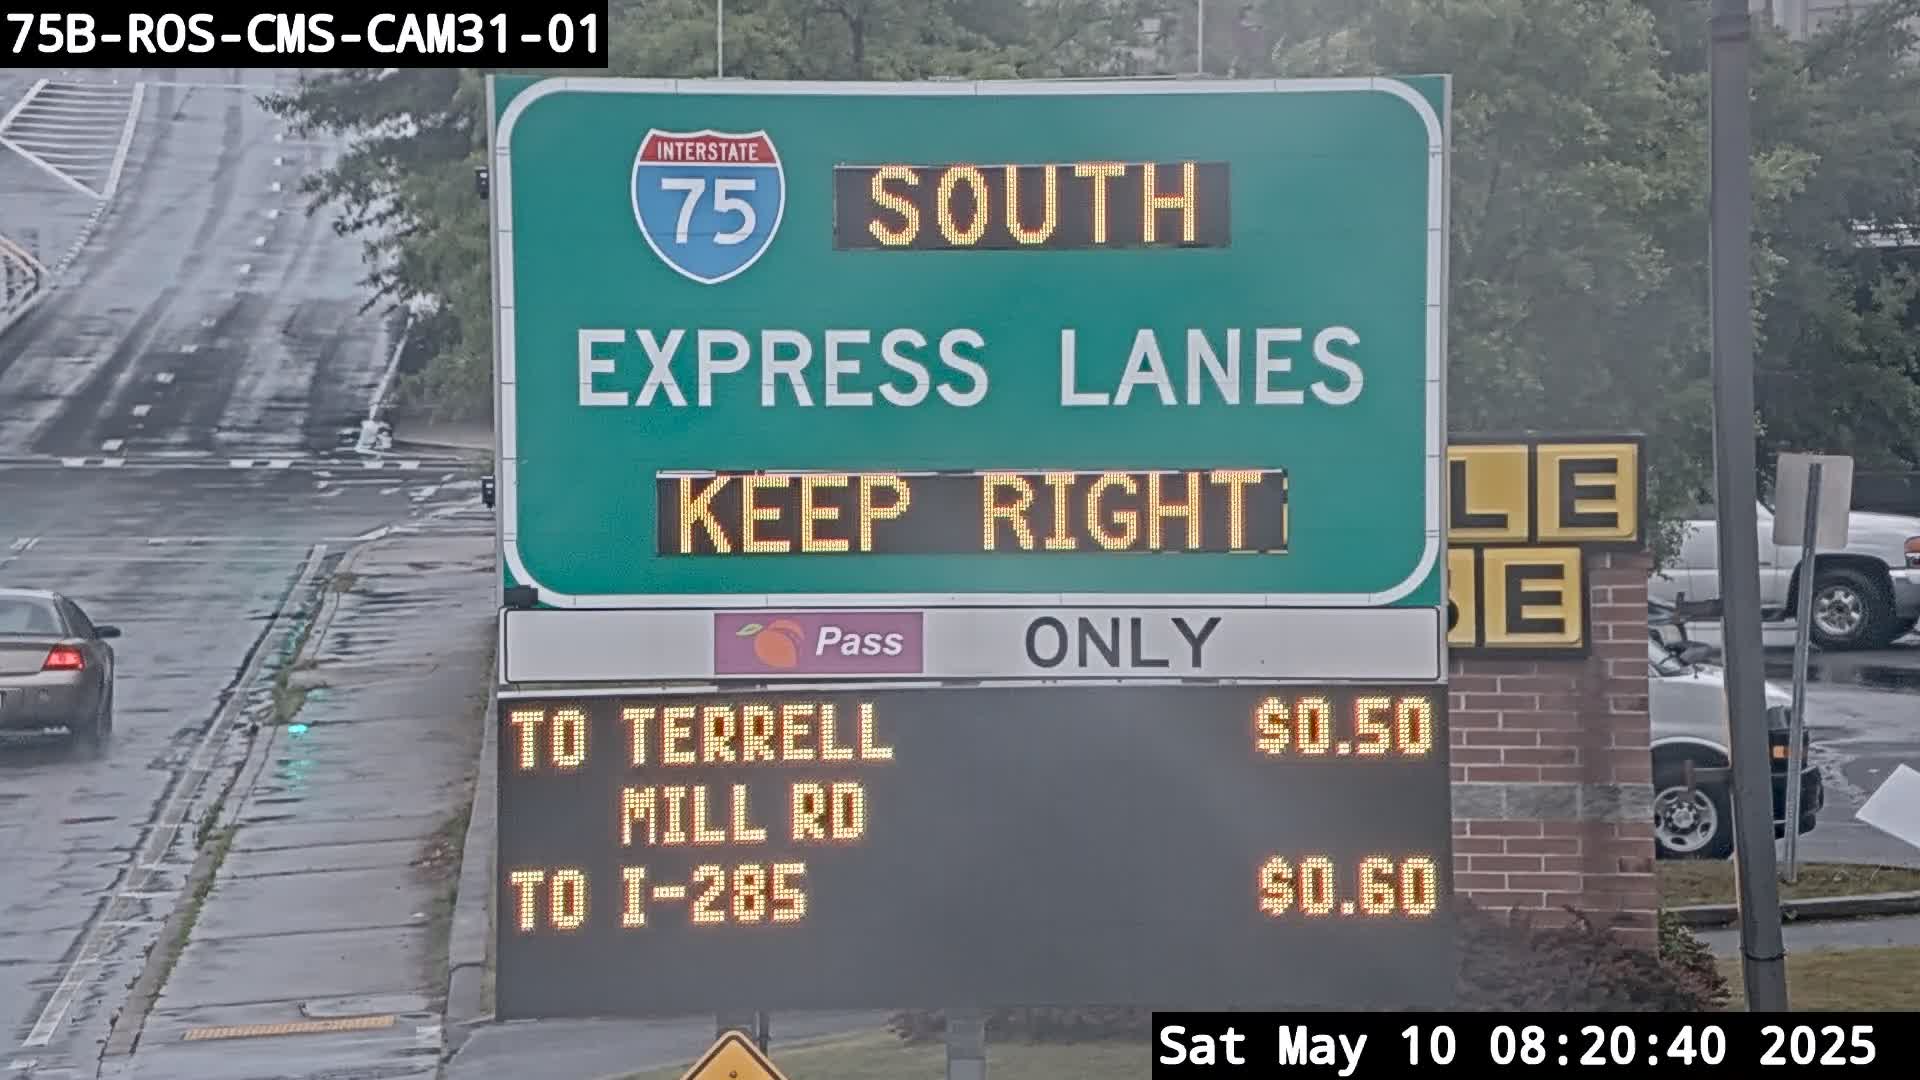 75B-ROS-CMS-CAM31-01
INTERSTATE
75
SOUTH
EXPRESS LANES
KEEP RIGHT
Pass ONLY
TO TERRELL $0.50
MILL RD
TO I-285 $0.60
LE
E
Sat May 10 08:20:40 2025